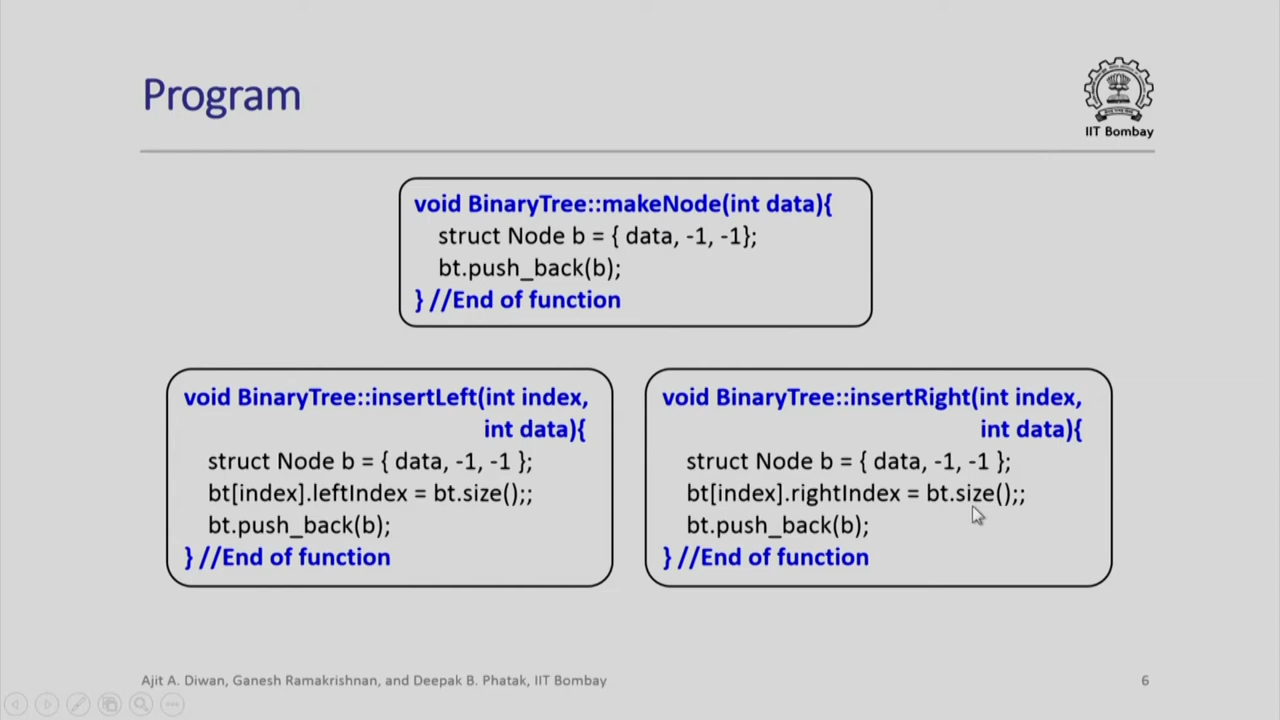 Program
IIT Bombay
void BinaryTree::makeNode(int data){
struct Node b = { data, -1, -1};
bt.push_back(b);
} //End of function
void BinaryTree::insertLeft(int index,
int data){
struct Node b = { data, -1, -1 };
bt[index].leftIndex = bt.size();;
bt.push_back(b);
} //End of function
void BinaryTree::insertRight(int index,
int data){
struct Node b = { data, -1, -1 };
bt[index].rightIndex = bt.size();;
bt.push_back(b);
} //End of function
Ajit A. Diwan, Ganesh Ramakrishnan, and Deepak B. Phatak, IIT Bombay
6